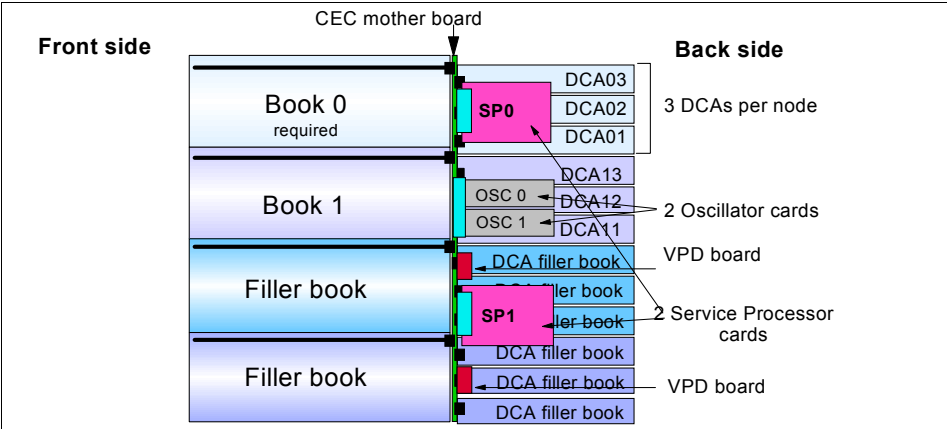 CEC mother board
Front side
Back side
Book 0
required
SP0
DCA03
DCA02
DCA01
3 DCAs per node
Book 1
OSC 0
OSC 1
DCA13
DCA12
DCA11
2 Oscillator cards
Filler book
DCA filler book
VPD board
DCA filler book
SP1
filler book
2 Service Processor
cards
Filler book
DCA filler book
DCA filler book
VPD board
DCA filler book